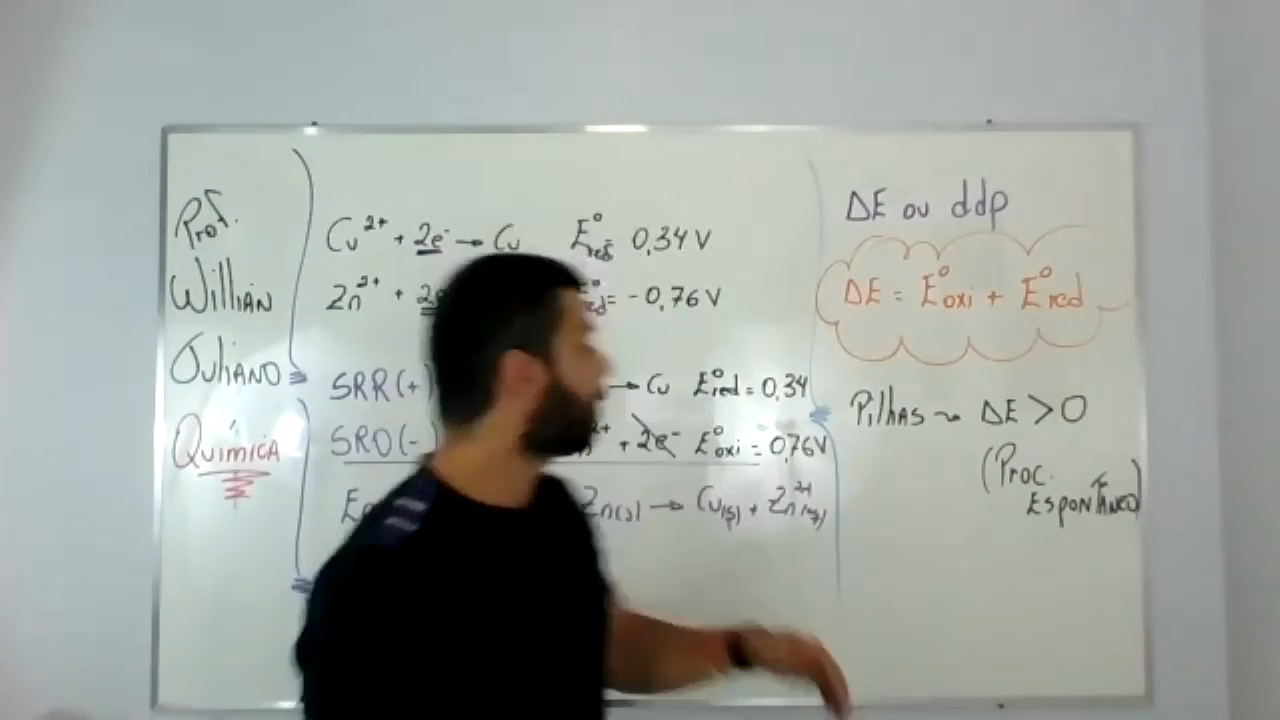 Prof.
Willian
Juliano
Química
Cu²⁺ + 2e⁻ → Cu E°red = 0,34 V
Zn²⁺ + 2e E°red = -0,76 V
SRR (+) → Cu E°red = 0,34
SRO (- + 2e⁻ E°oxi = 0,76V
Zn(s) → Cu(s) + Zn²⁺(aq)
ΔE ou ddp
ΔE = E°oxi + E°red
Pilhas ~ ΔE > 0
(Proc.
Espontâneo)